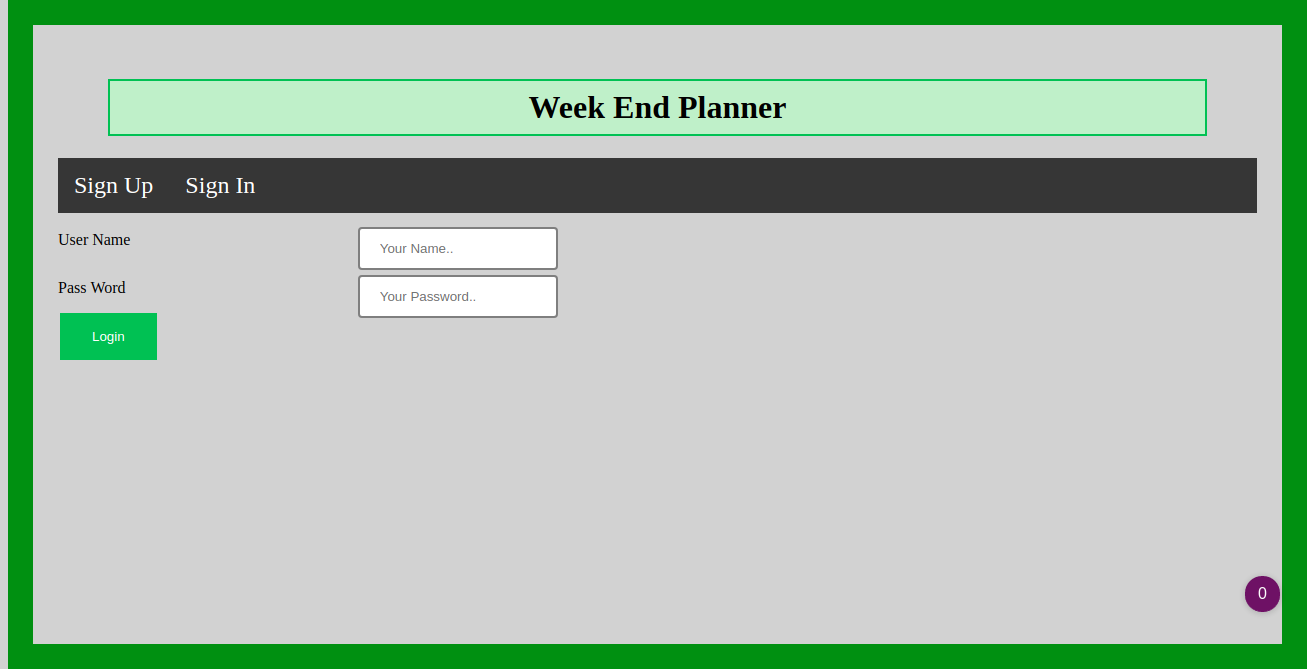 Week End Planner
Sign Up Sign In
User Name Your Name..
Pass Word Your Password..
Login
0